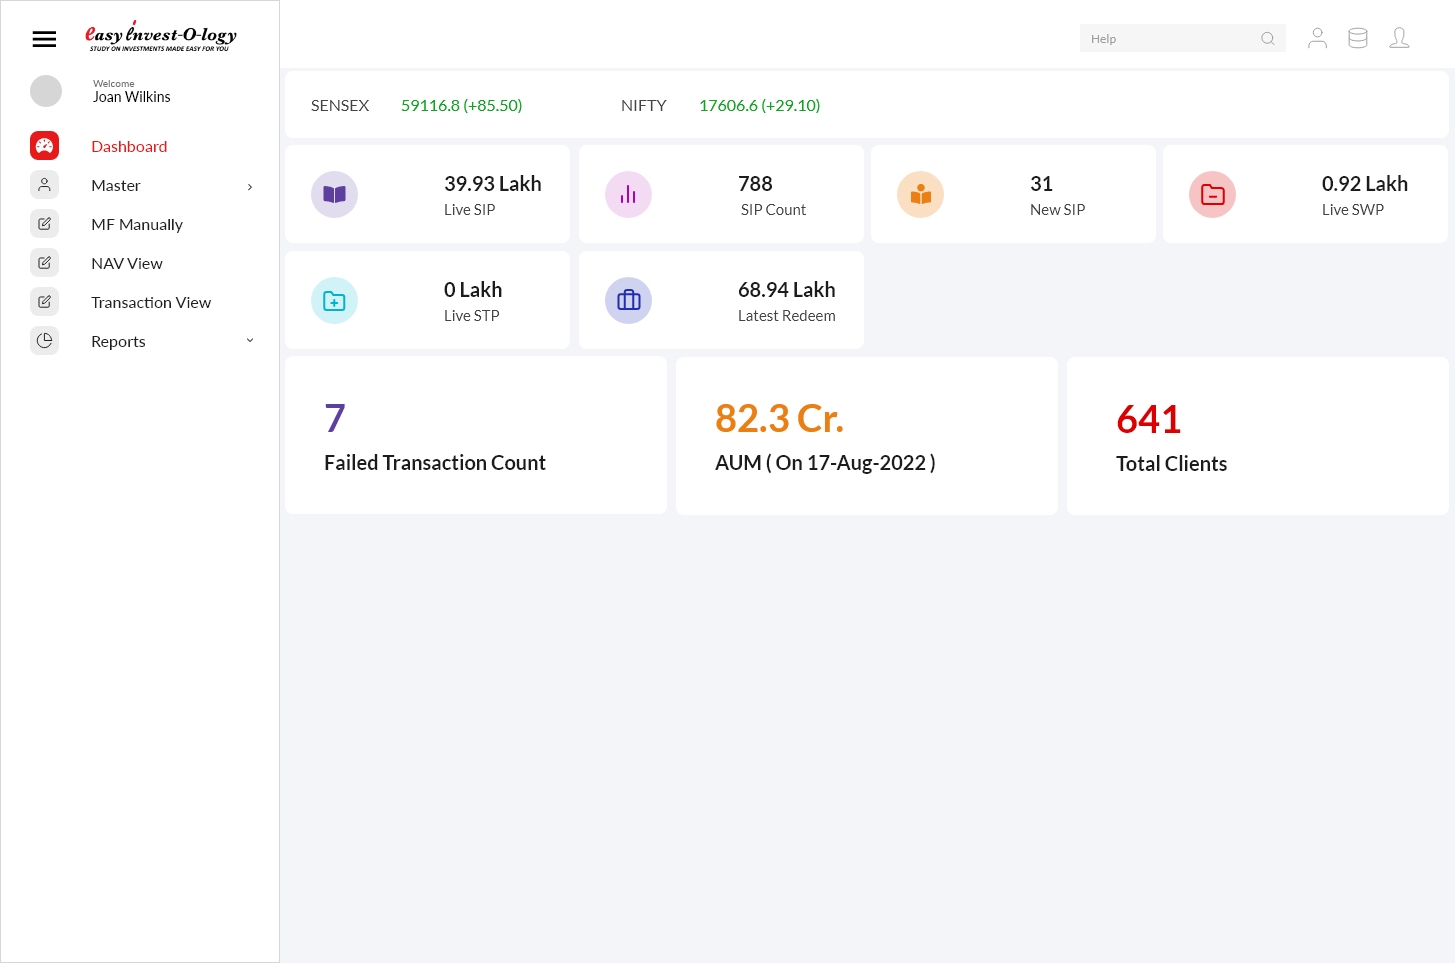 easy invest-O-logy
STUDY ON INVESTMENTS MADE EASY FOR YOU
Help
Welcome
Joan Wilkins
Dashboard
Master
MF Manually
NAV View
Transaction View
Reports
SENSEX 59116.8 (+85.50) NIFTY 17606.6 (+29.10)
39.93 Lakh
Live SIP
788
SIP Count
31
New SIP
0.92 Lakh
Live SWP
0 Lakh
Live STP
68.94 Lakh
Latest Redeem
7
Failed Transaction Count
82.3 Cr.
AUM ( On 17-Aug-2022 )
641
Total Clients